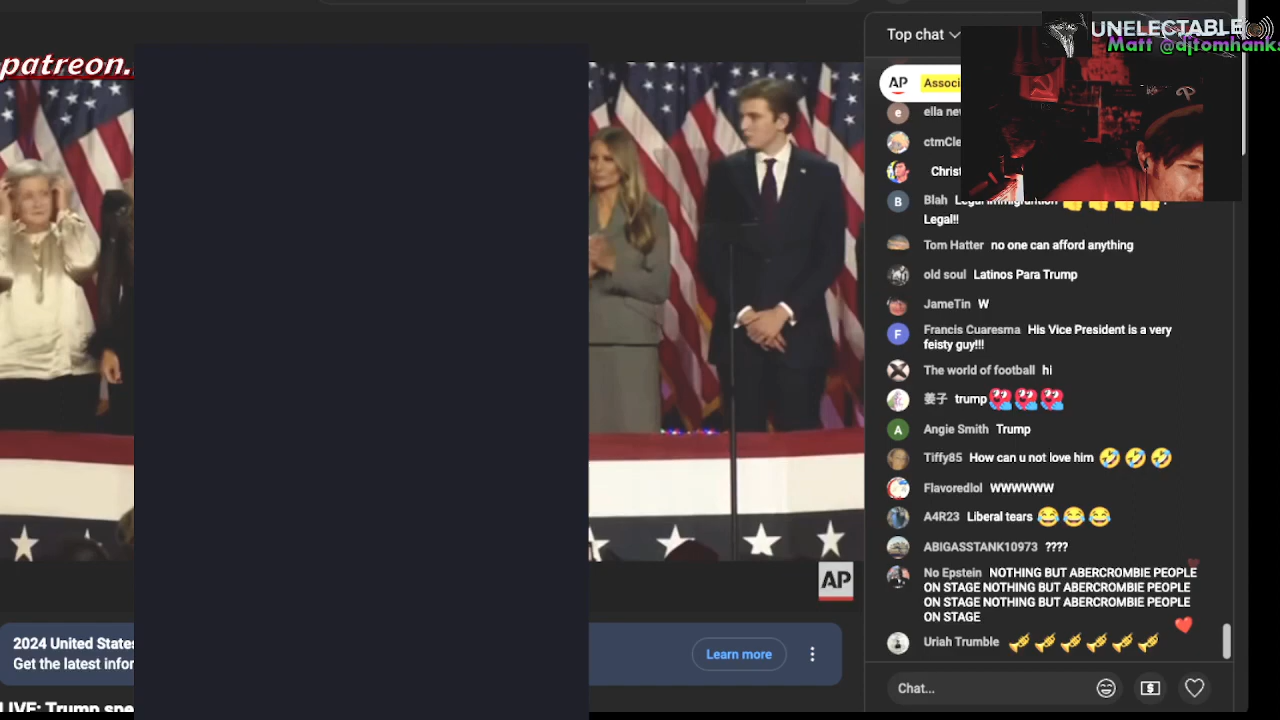 patreon.
UNELECTABLE
Matt @djtomhanks
Top chat
AP
Associ
e
ella nev
ctmCle
Christ
B
Blah Legal immigrantion
Legal!!
Tom Hatter no one can afford anything
old soul Latinos Para Trump
JameTin W
F
Francis Cuaresma His Vice President is a very
feisty guy!!!
The world of football hi
姜子 trump
A
Angie Smith Trump
Tiffy85 How can u not love him
Flavoredlol WWWWWW
A4R23 Liberal tears
ABIGASSTANK10973 ????
No Epstein NOTHING BUT ABERCROMBIE PEOPLE
ON STAGE NOTHING BUT ABERCROMBIE PEOPLE
ON STAGE NOTHING BUT ABERCROMBIE PEOPLE
ON STAGE
Uriah Trumble
Chat...
AP
2024 United States
Get the latest infor
Learn more
LIVE: Trump spe